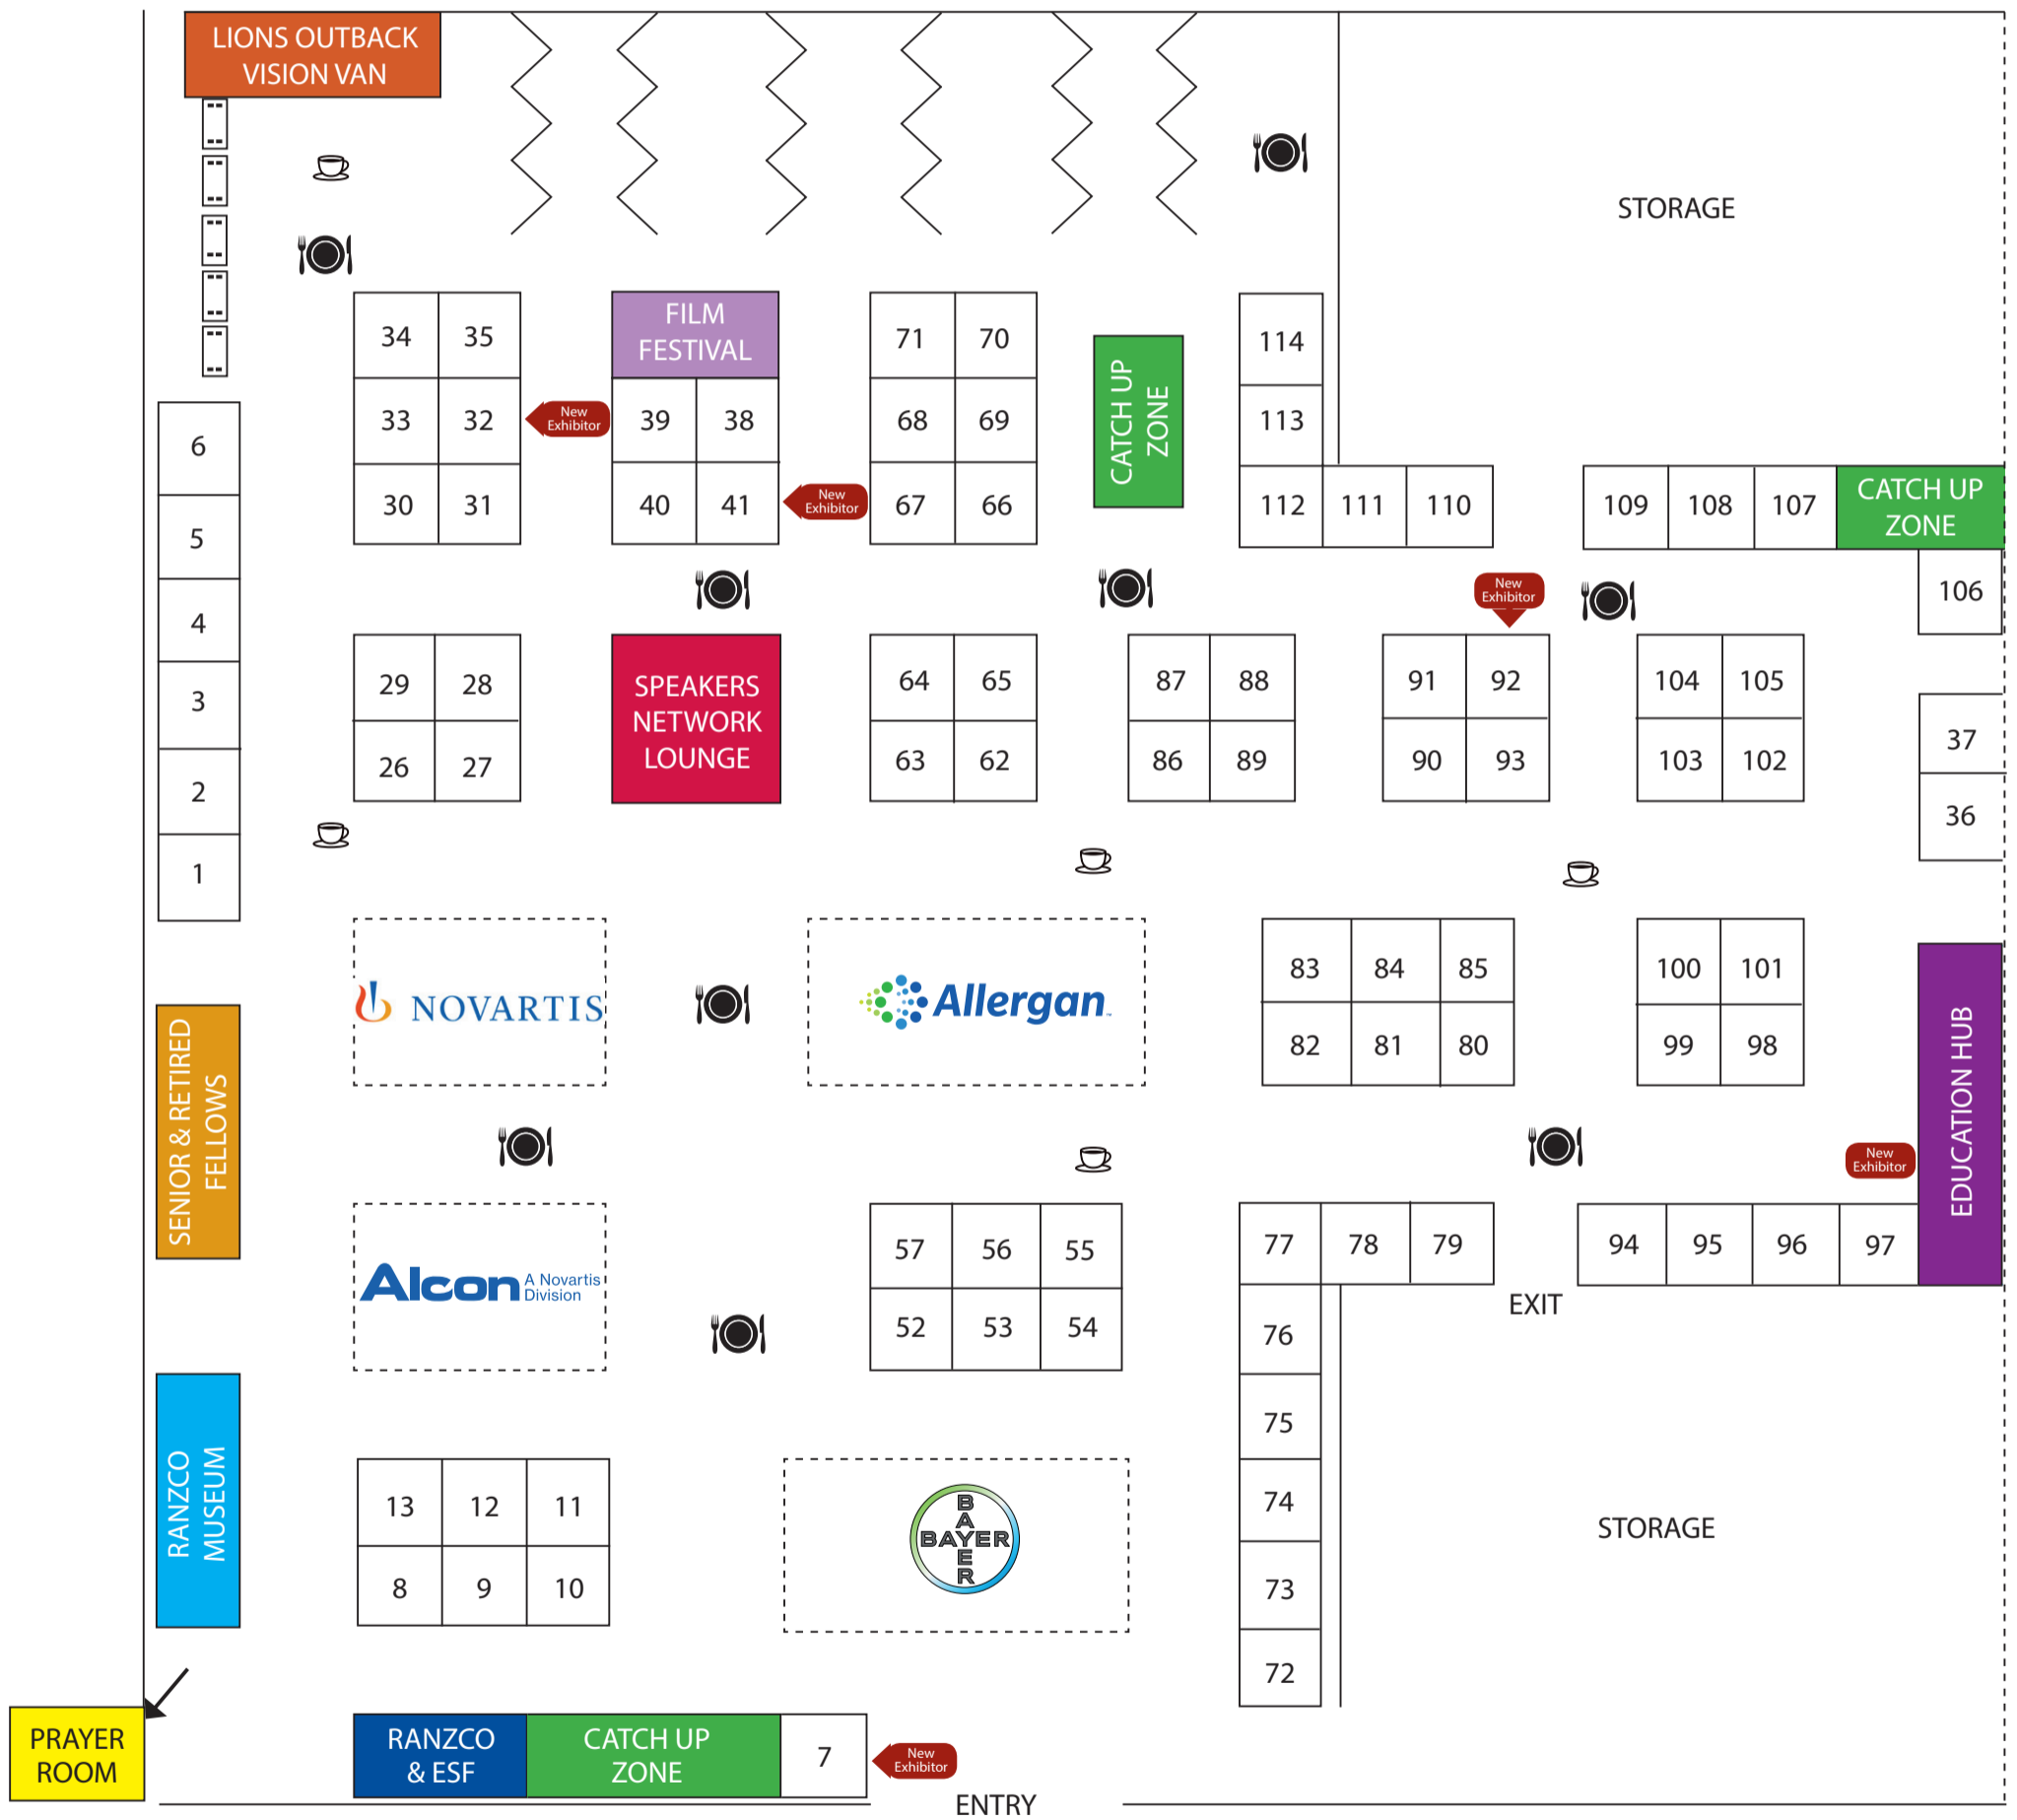 LIONS OUTBACK
VISION VAN
STORAGE
34 35
33 32
30 31
New
Exhibitor
FILM
FESTIVAL
39 38
40 41
New
Exhibitor
71 70
68 69
67 66
CATCH UP
ZONE
114
113
112 111 110
109 108 107
CATCH UP
ZONE
106
6
5
4
3
2
1
29 28
26 27
SPEAKERS
NETWORK
LOUNGE
64 65
63 62
87 88
86 89
New
Exhibitor
91 92
90 93
104 105
103 102
37
36
NOVARTIS
Allergan
83 84 85
82 81 80
100 101
99 98
EDUCATION HUB
SENIOR & RETIRED
FELLOWS
Alcon
A Novartis
Division
57 56 55
52 53 54
77 78 79
76
75
74
73
72
New
Exhibitor
94 95 96 97
EXIT
STORAGE
RANZCO
MUSEUM
13 12 11
8 9 10
BAYER
BAYER
PRAYER
ROOM
RANZCO
& ESF
CATCH UP
ZONE
7
New
Exhibitor
ENTRY